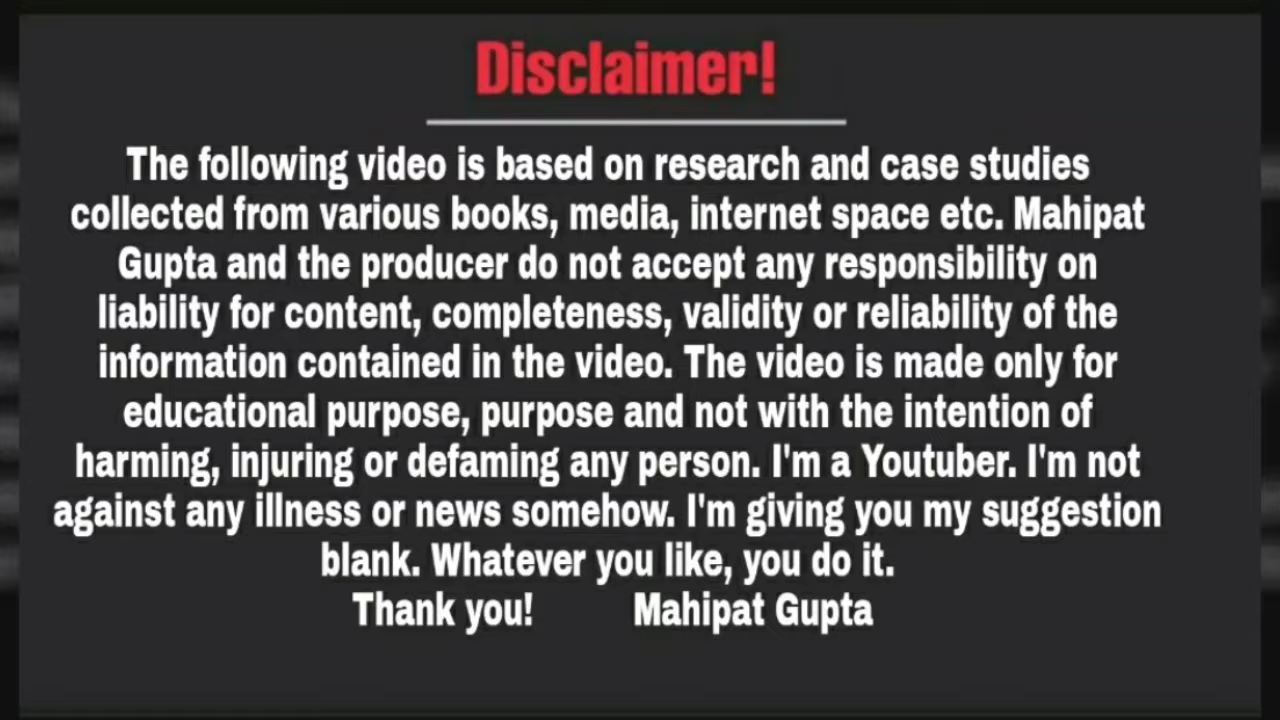 Disclaimer!
The following video is based on research and case studies
collected from various books, media, internet space etc. Mahipat
Gupta and the producer do not accept any responsibility on
liability for content, completeness, validity or reliability of the
information contained in the video. The video is made only for
educational purpose, purpose and not with the intention of
harming, injuring or defaming any person. I'm a Youtuber. I'm not
against any illness or news somehow. I'm giving you my suggestion
blank. Whatever you like, you do it.
Thank you! Mahipat Gupta